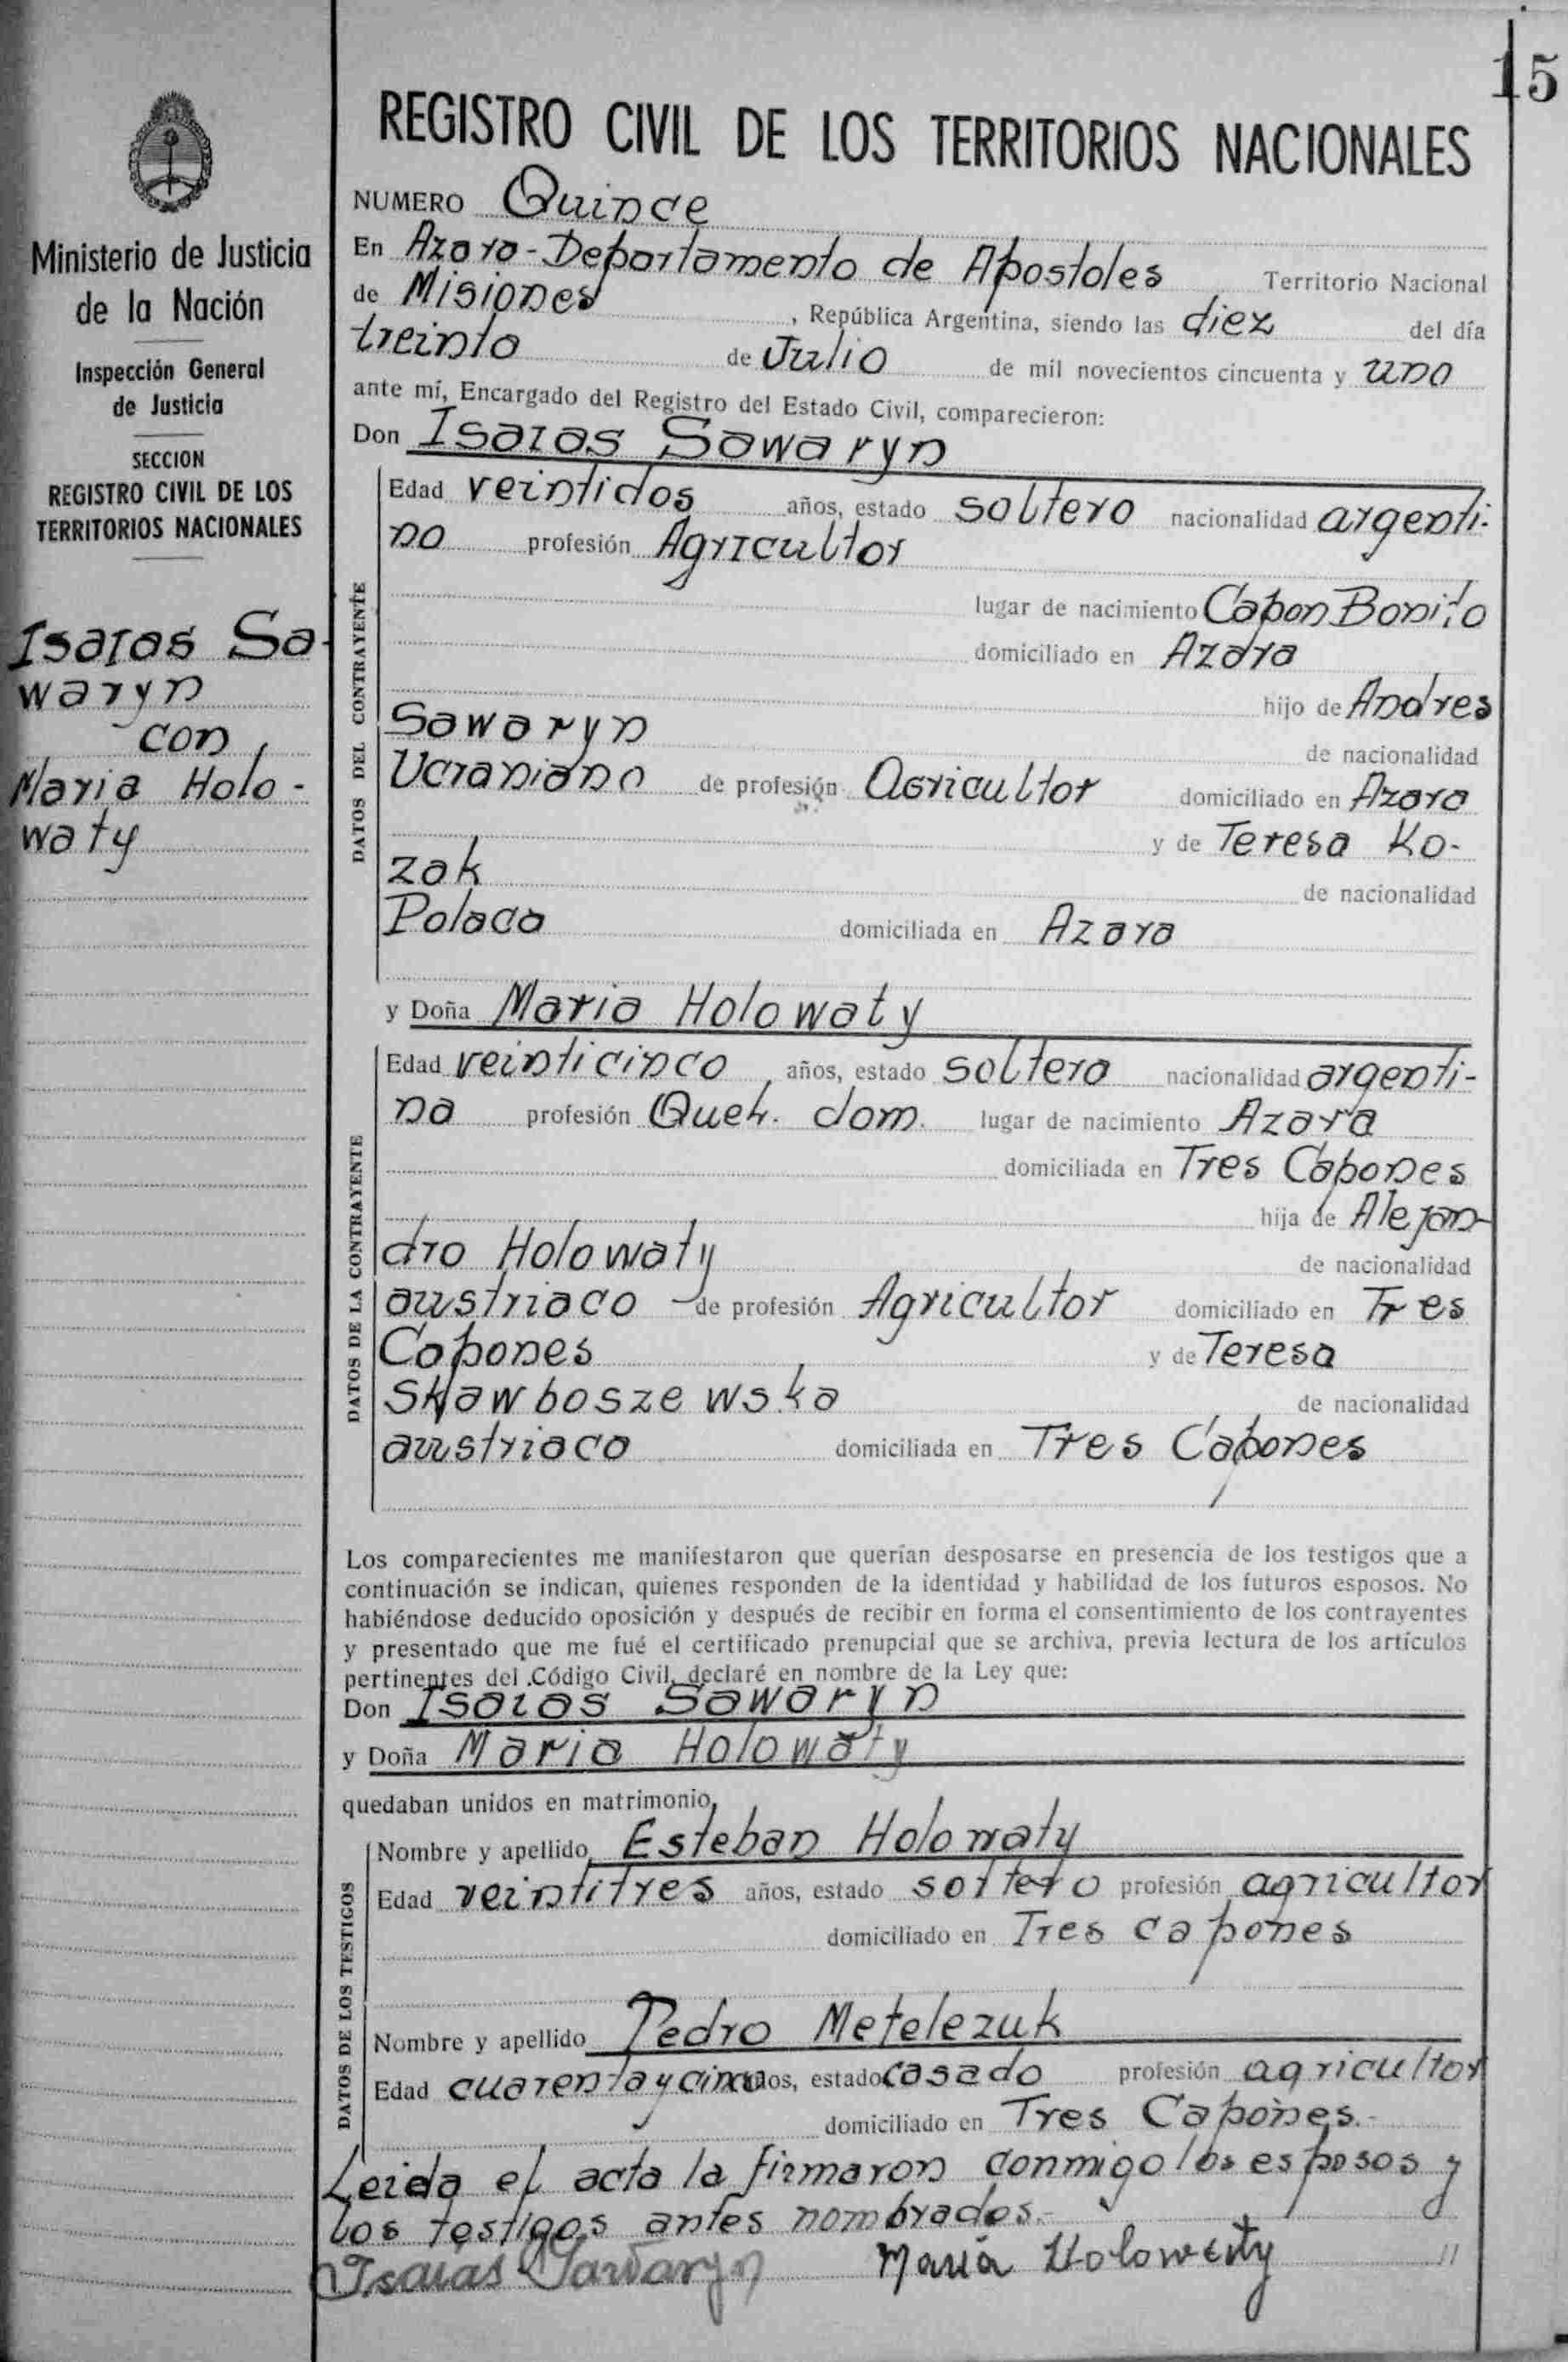 15
Ministerio de Justicia
de la Nación
Inspección General
de Justicia
SECCION
REGISTRO CIVIL DE LOS
TERRITORIOS NACIONALES
Isaias Sa-
waryn
con
Maria Holo-
waty
REGISTRO CIVIL DE LOS TERRITORIOS NACIONALES
NUMERO Quince
En Azara-Departamento de Apostoles Territorio Nacional
de Misiones, República Argentina, siendo las diez del día
treinta de Julio de mil novecientos cincuenta y uno
ante mí, Encargado del Registro del Estado Civil, comparecieron:
Don Isaias Sawaryn
DATOS DEL CONTRAYENTE
Edad veintidos años, estado soltero nacionalidad argenti-
no profesión Agricultor
lugar de nacimiento Capon Bonito
domiciliado en Azara
hijo de Andres
Sawaryn de nacionalidad
Ucraniano de profesión Agricultor domiciliado en Azara
y de Teresa Ko-
zak de nacionalidad
Polaca domiciliada en Azara
y Doña Maria Holowaty
DATOS DE LA CONTRAYENTE
Edad veinticinco años, estado soltera nacionalidad argenti-
na profesión Queh. dom. lugar de nacimiento Azara
domiciliada en Tres Capones
hija de Alejan-
dro Holowaty de nacionalidad
austriaco de profesión Agricultor domiciliado en Tres
Capones y de Teresa
Skawboszewska de nacionalidad
austriaco domiciliada en Tres Capones
Los comparecientes me manifestaron que querían desposarse en presencia de los testigos que a
continuación se indican, quienes responden de la identidad y habilidad de los futuros esposos. No
habiéndose deducido oposición y después de recibir en forma el consentimiento de los contrayentes
y presentado que me fué el certificado prenupcial que se archiva, previa lectura de los artículos
pertinentes del Código Civil, declaré en nombre de la Ley que:
Don Isaias Sawaryn
y Doña Maria Holowaty
quedaban unidos en matrimonio,
DATOS DE LOS TESTIGOS
Nombre y apellido Esteban Holowaty
Edad veintitres años, estado soltero profesión agricultor
domiciliado en Tres capones
Nombre y apellido Pedro Metelezuk
Edad cuarenta y cinco años, estado casado profesión agricultor
domiciliado en Tres Capones.-
Leida el acta la firmaron conmigo los esposos y
los testigos antes nombrados.-
Isaias Sawaryn Maria Holowaty